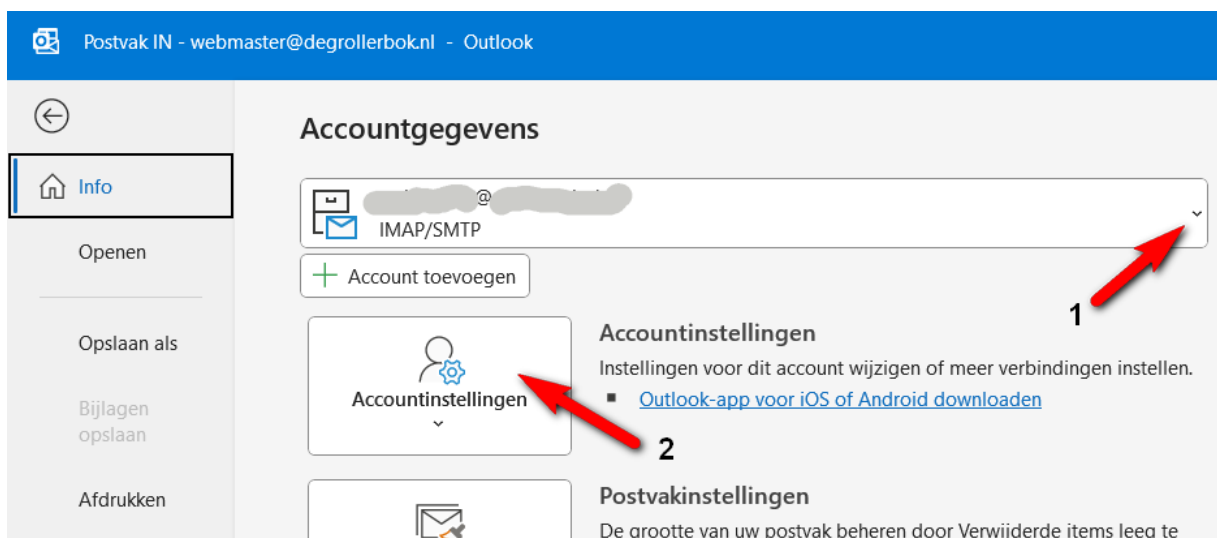 Postvak IN - webmaster@degrollerbok.nl - Outlook
Accountgegevens
Info
@
IMAP/SMTP
Openen
Account toevoegen
1
Opslaan als
Accountinstellingen
Instellingen voor dit account wijzigen of meer verbindingen instellen.
Accountinstellingen
Outlook-app voor iOS of Android downloaden
Bijlagen
opslaan
2
Afdrukken
Postvakinstellingen
De grootte van uw postvak beheren door Verwijderde items leeg te